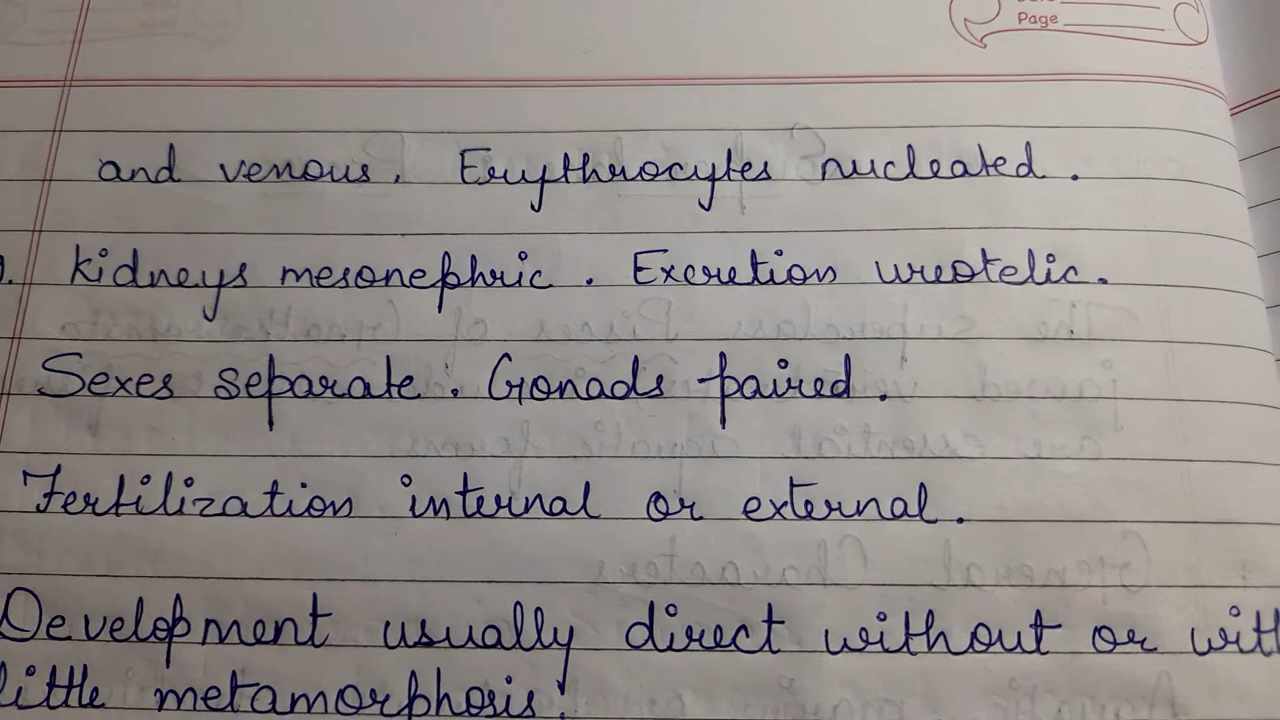 Page
and venous. Erythrocytes nucleated.
kidneys mesonephric. Excretion ureotelic.
Sexes separate. Gonads paired.
Fertilization internal or external.
Development usually direct without or with
little metamorphosis.